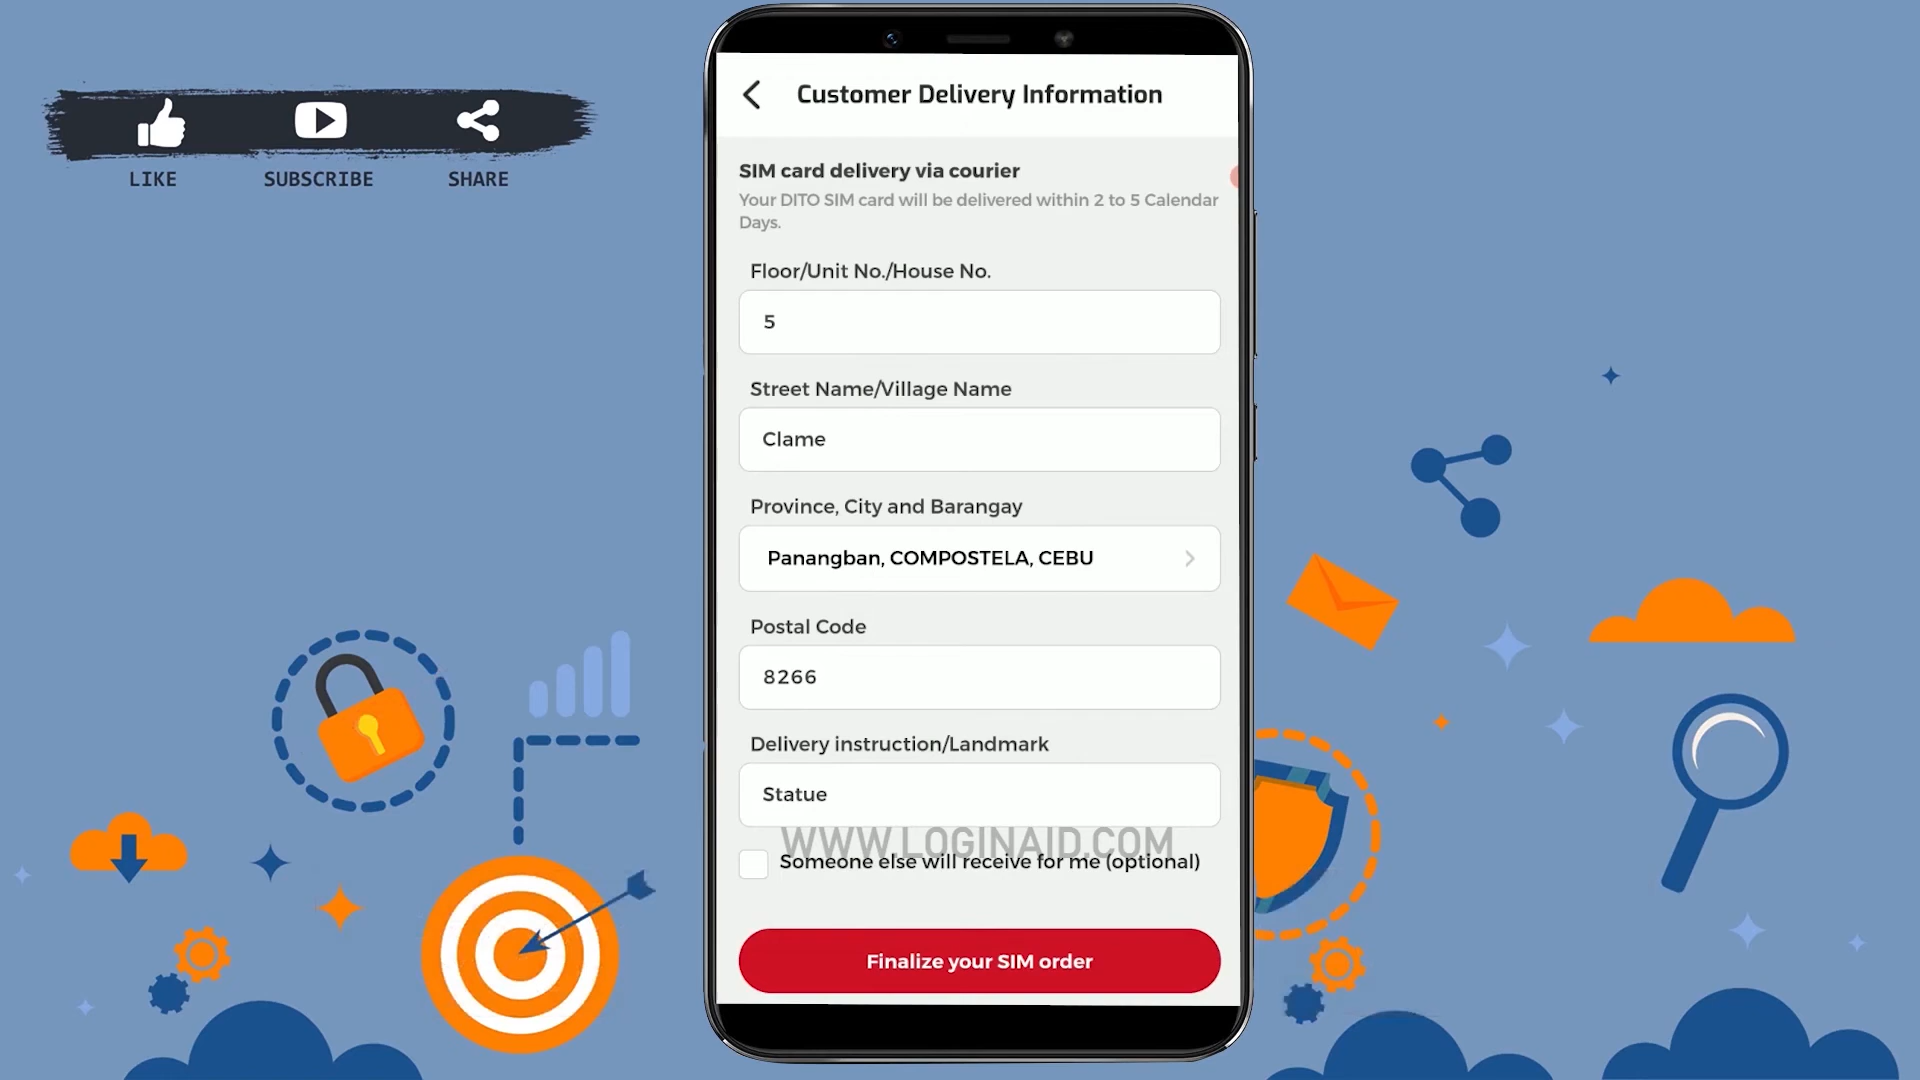 LIKE
SUBSCRIBE
SHARE
Customer Delivery Information
SIM card delivery via courier
Your DITO SIM card will be delivered within 2 to 5 Calendar
Days.
Floor/Unit No./House No.
5
Street Name/Village Name
Clame
Province, City and Barangay
Panangban, COMPOSTELA, CEBU
Postal Code
8266
Delivery instruction/Landmark
Statue
WWW.LOGINAID.COM
Someone else will receive for me (optional)
Finalize your SIM order